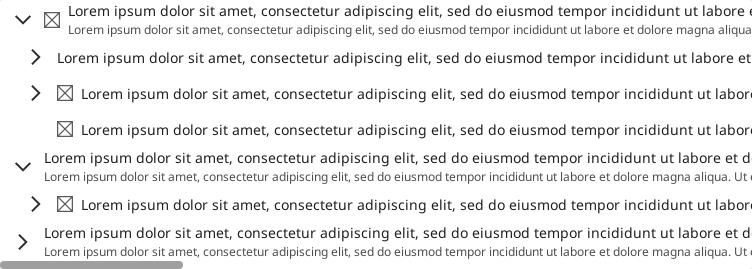 Lorem ipsum dolor sit amet, consectetur adipiscing elit, sed do eiusmod tempor incididunt ut labore
Lorem ipsum dolor sit amet, consectetur adipiscing elit, sed do eiusmod tempor incididunt ut labore et dolore magna aliqua
Lorem ipsum dolor sit amet, consectetur adipiscing elit, sed do eiusmod tempor incididunt ut labore et
Lorem ipsum dolor sit amet, consectetur adipiscing elit, sed do eiusmod tempor incididunt ut labor
Lorem ipsum dolor sit amet, consectetur adipiscing elit, sed do eiusmod tempor incididunt ut labor
Lorem ipsum dolor sit amet, consectetur adipiscing elit, sed do eiusmod tempor incididunt ut labore et d
Lorem ipsum dolor sit amet, consectetur adipiscing elit, sed do eiusmod tempor incididunt ut labore et dolore magna aliqua. Ut
Lorem ipsum dolor sit amet, consectetur adipiscing elit, sed do eiusmod tempor incididunt ut labor
Lorem ipsum dolor sit amet, consectetur adipiscing elit, sed do eiusmod tempor incididunt ut labore et d
Lorem ipsum dolor sit amet, consectetur adipiscing elit, sed do eiusmod tempor incididunt ut labore et dolore magna aliqua. Ut